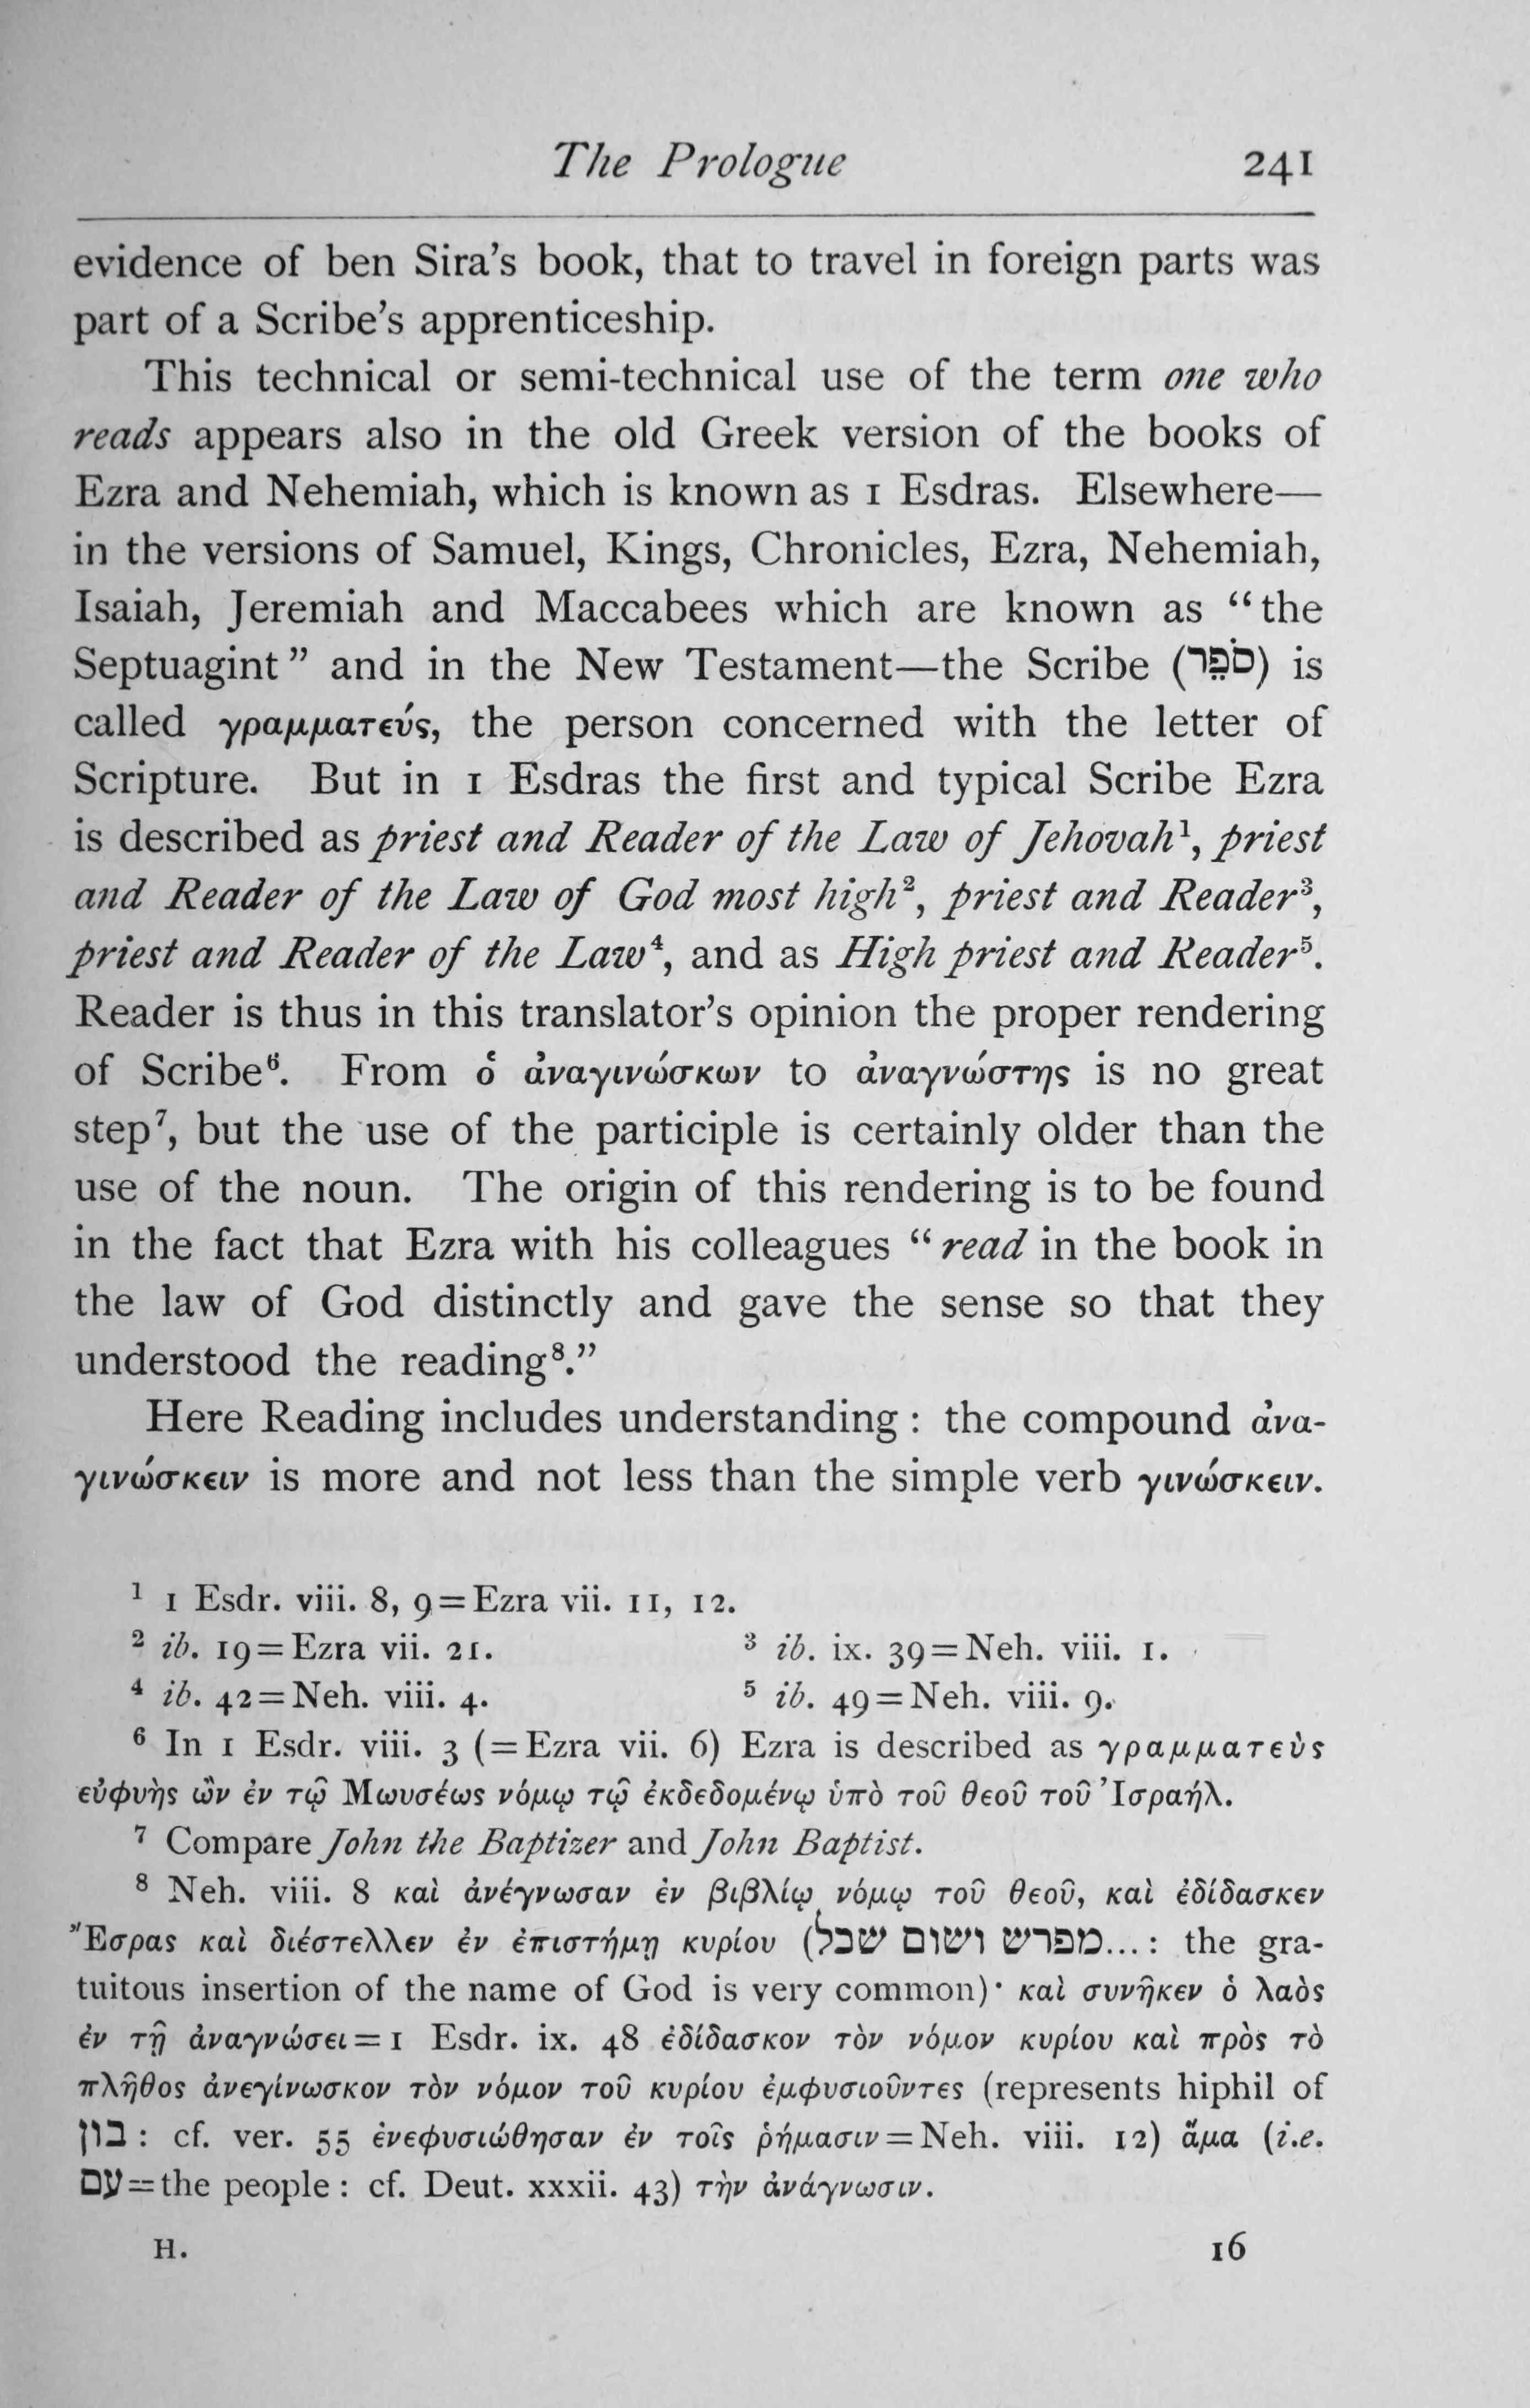 The Prologue 241
evidence of ben Sira's book, that to travel in foreign parts was
part of a Scribe's apprenticeship.
This technical or semi-technical use of the term one who
reads appears also in the old Greek version of the books of
Ezra and Nehemiah, which is known as 1 Esdras. Elsewhere—
in the versions of Samuel, Kings, Chronicles, Ezra, Nehemiah,
Isaiah, Jeremiah and Maccabees which are known as “the
Septuagint” and in the New Testament—the Scribe (סֹפֵר) is
called γραμματεύς, the person concerned with the letter of
Scripture. But in 1 Esdras the first and typical Scribe Ezra
is described as priest and Reader of the Law of Jehovah¹, priest
and Reader of the Law of God most high², priest and Reader³,
priest and Reader of the Law⁴, and as High priest and Reader⁵.
Reader is thus in this translator's opinion the proper rendering
of Scribe⁶. From ὁ ἀναγινώσκων to ἀναγνώστης is no great
step⁷, but the use of the participle is certainly older than the
use of the noun. The origin of this rendering is to be found
in the fact that Ezra with his colleagues “read in the book in
the law of God distinctly and gave the sense so that they
understood the reading⁸.”
Here Reading includes understanding : the compound ἀνα-
γινώσκειν is more and not less than the simple verb γινώσκειν.
¹ 1 Esdr. viii. 8, 9 = Ezra vii. 11, 12.
² ib. 19 = Ezra vii. 21. ³ ib. ix. 39 = Neh. viii. 1.
⁴ ib. 42 = Neh. viii. 4. ⁵ ib. 49 = Neh. viii. 9.
⁶ In 1 Esdr. viii. 3 (= Ezra vii. 6) Ezra is described as γραμματεὺς
εὐφυὴς ὢν ἐν τῷ Μωυσέως νόμῳ τῷ ἐκδεδομένῳ ὑπὸ τοῦ θεοῦ τοῦ Ἰσραήλ.
⁷ Compare John the Baptizer and John Baptist.
⁸ Neh. viii. 8 καὶ ἀνέγνωσαν ἐν βιβλίῳ νόμῳ τοῦ θεοῦ, καὶ ἐδίδασκεν
Ἔσρας καὶ διέστελλεν ἐν ἐπιστήμῃ κυρίου (מפרש ושום שכל... : the gra-
tuitous insertion of the name of God is very common)· καὶ συνῆκεν ὁ λαὸς
ἐν τῇ ἀναγνώσει = 1 Esdr. ix. 48 ἐδίδασκον τὸν νόμον κυρίου καὶ πρὸς τὸ
πλῆθος ἀνεγίνωσκον τὸν νόμον τοῦ κυρίου ἐμφυσιοῦντες (represents hiphil of
בון : cf. ver. 55 ἐνεφυσιώθησαν ἐν τοῖς ῥήμασιν = Neh. viii. 12) ἅμα (i.e.
עם = the people : cf. Deut. xxxii. 43) τὴν ἀνάγνωσιν.
H. 16